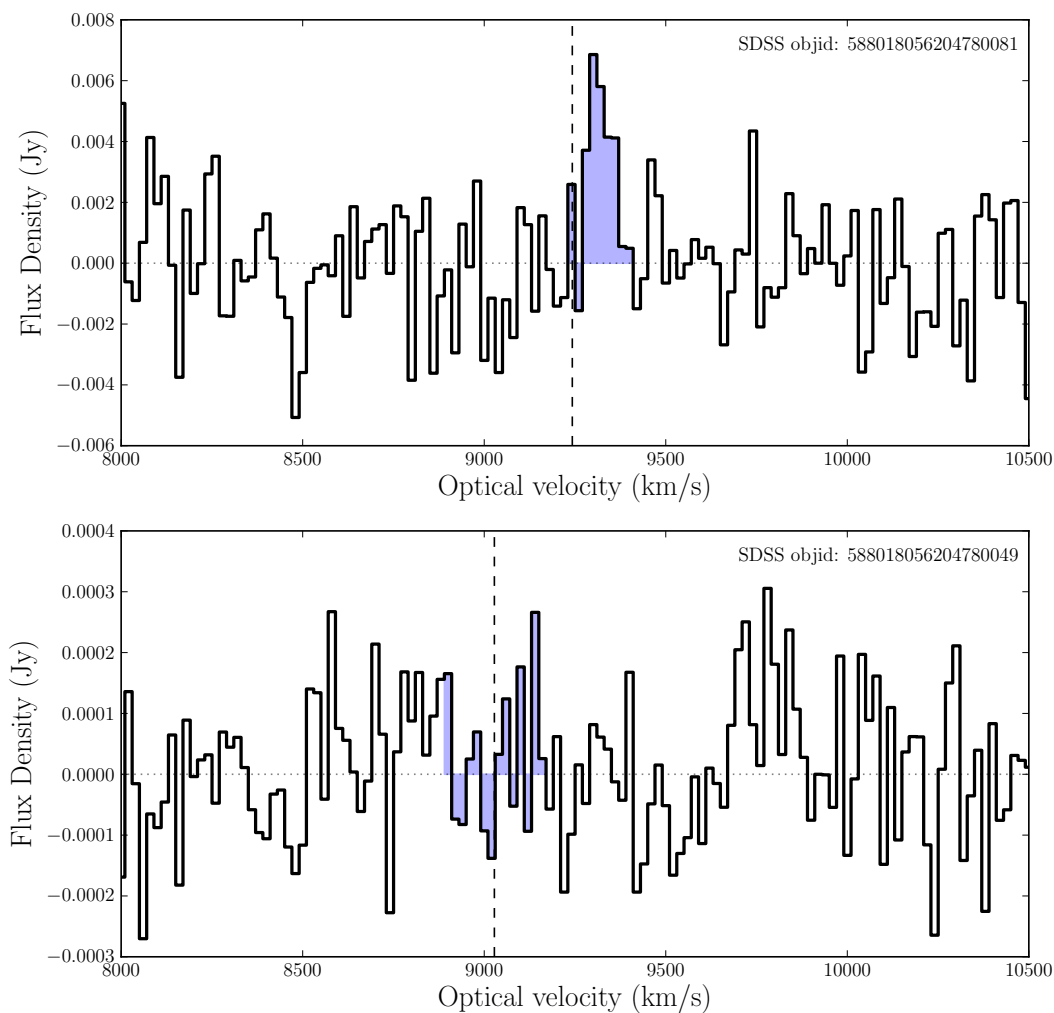 SDSS objid: 588018056204780081
Flux Density (Jy)
0.008
0.006
0.004
0.002
0.000
−0.002
−0.004
−0.006
8000 8500 9000 9500 10000 10500
Optical velocity (km/s)
SDSS objid: 588018056204780049
Flux Density (Jy)
0.0004
0.0003
0.0002
0.0001
0.0000
−0.0001
−0.0002
−0.0003
8000 8500 9000 9500 10000 10500
Optical velocity (km/s)